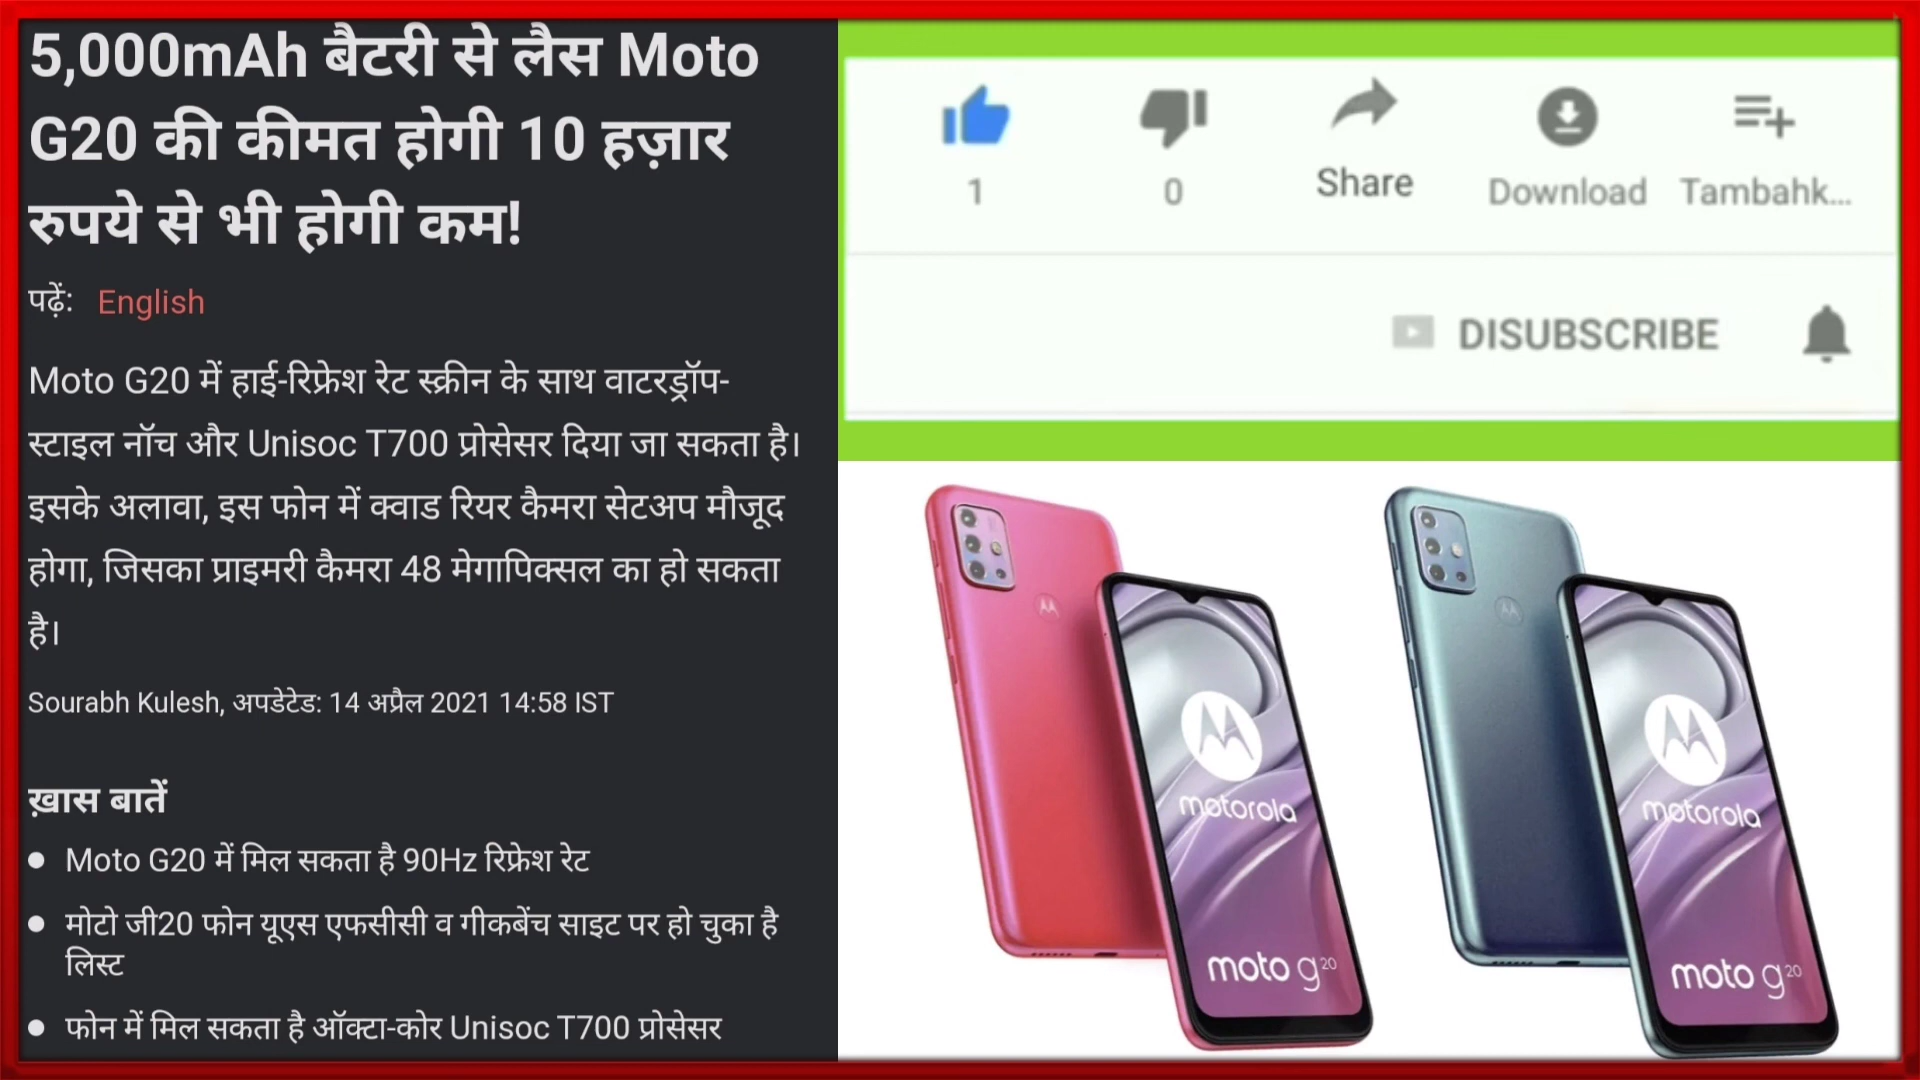 5,000mAh बैटरी से लैस Moto
G20 की कीमत होगी 10 हज़ार
रुपये से भी होगी कम!
पढ़ें: English
Moto G20 में हाई-रिफ्रेश रेट स्क्रीन के साथ वाटरड्रॉप-
स्टाइल नॉच और Unisoc T700 प्रोसेसर दिया जा सकता है।
इसके अलावा, इस फोन में क्वाड रियर कैमरा सेटअप मौजूद
होगा, जिसका प्राइमरी कैमरा 48 मेगापिक्सल का हो सकता
है।
Sourabh Kulesh, अपडेटेड: 14 अप्रैल 2021 14:58 IST
ख़ास बातें
● Moto G20 में मिल सकता है 90Hz रिफ्रेश रेट
● मोटो जी20 फोन यूएस एफसीसी व गीकबेंच साइट पर हो चुका है
लिस्ट
● फोन में मिल सकता है ऑक्टा-कोर Unisoc T700 प्रोसेसर
1 0 Share Download Tambahk...
DISUBSCRIBE
motorola
moto g20
motorola
moto g20